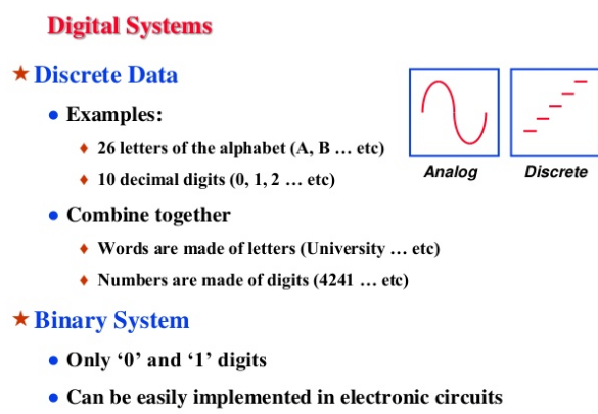 Digital Systems
★ Discrete Data
• Examples:
♦ 26 letters of the alphabet (A, B … etc)
♦ 10 decimal digits (0, 1, 2 … etc)
• Combine together
♦ Words are made of letters (University … etc)
♦ Numbers are made of digits (4241 … etc)
Analog
Discrete
★ Binary System
• Only ‘0’ and ‘1’ digits
• Can be easily implemented in electronic circuits